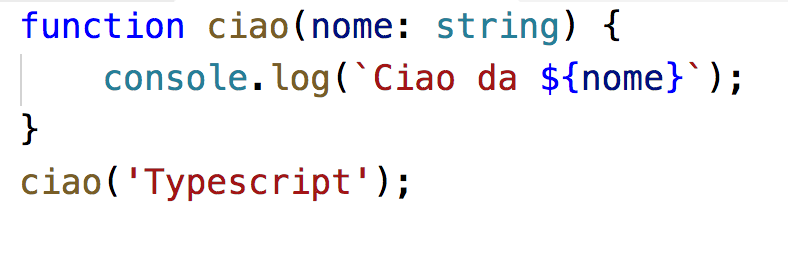 function ciao(nome: string) {
    console.log(`Ciao da ${nome}`);
}
ciao('Typescript');